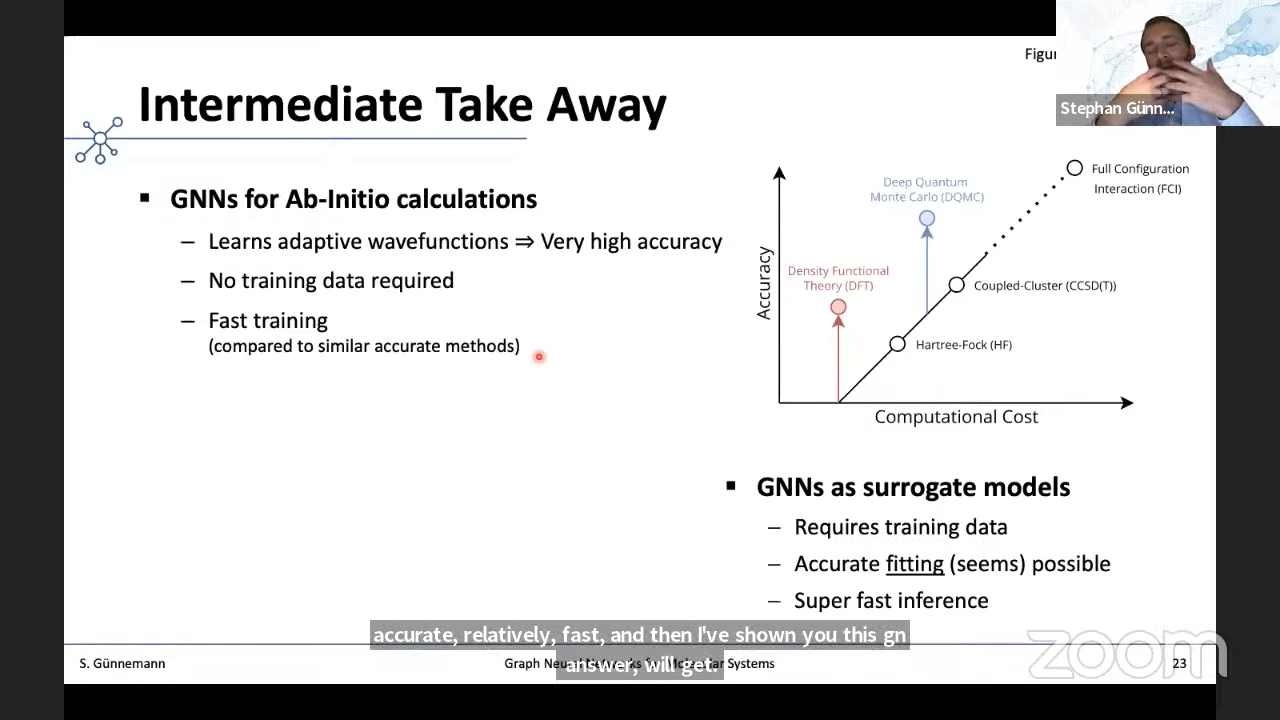 Figur
Stephan Günn...
Intermediate Take Away
▪ GNNs for Ab-Initio calculations
– Learns adaptive wavefunctions ⇒ Very high accuracy
– No training data required
– Fast training
(compared to similar accurate methods)
Accuracy
Deep Quantum
Monte Carlo (DQMC)
Density Functional
Theory (DFT)
Full Configuration
Interaction (FCI)
Coupled-Cluster (CCSD(T))
Hartree-Fock (HF)
Computational Cost
▪ GNNs as surrogate models
– Requires training data
– Accurate fitting (seems) possible
– Super fast inference
accurate, relatively, fast, and then I've shown you this gn
answer, will get.
S. Günnemann
Graph Neu
Systems
23
zoom